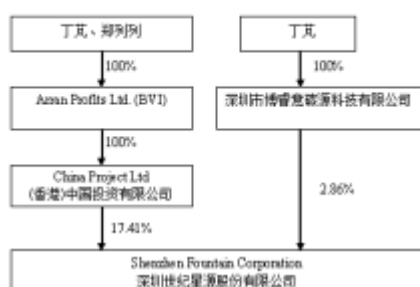 丁芃、郑列列
丁芃
100%
100%
Asian Profits Ltd. (BVI)
深圳市博睿意碳源科技有限公司
100%
China Project Ltd
(香港)中国投资有限公司
2.86%
17.41%
Shenzhen Fountain Corporation
深圳世纪星源股份有限公司